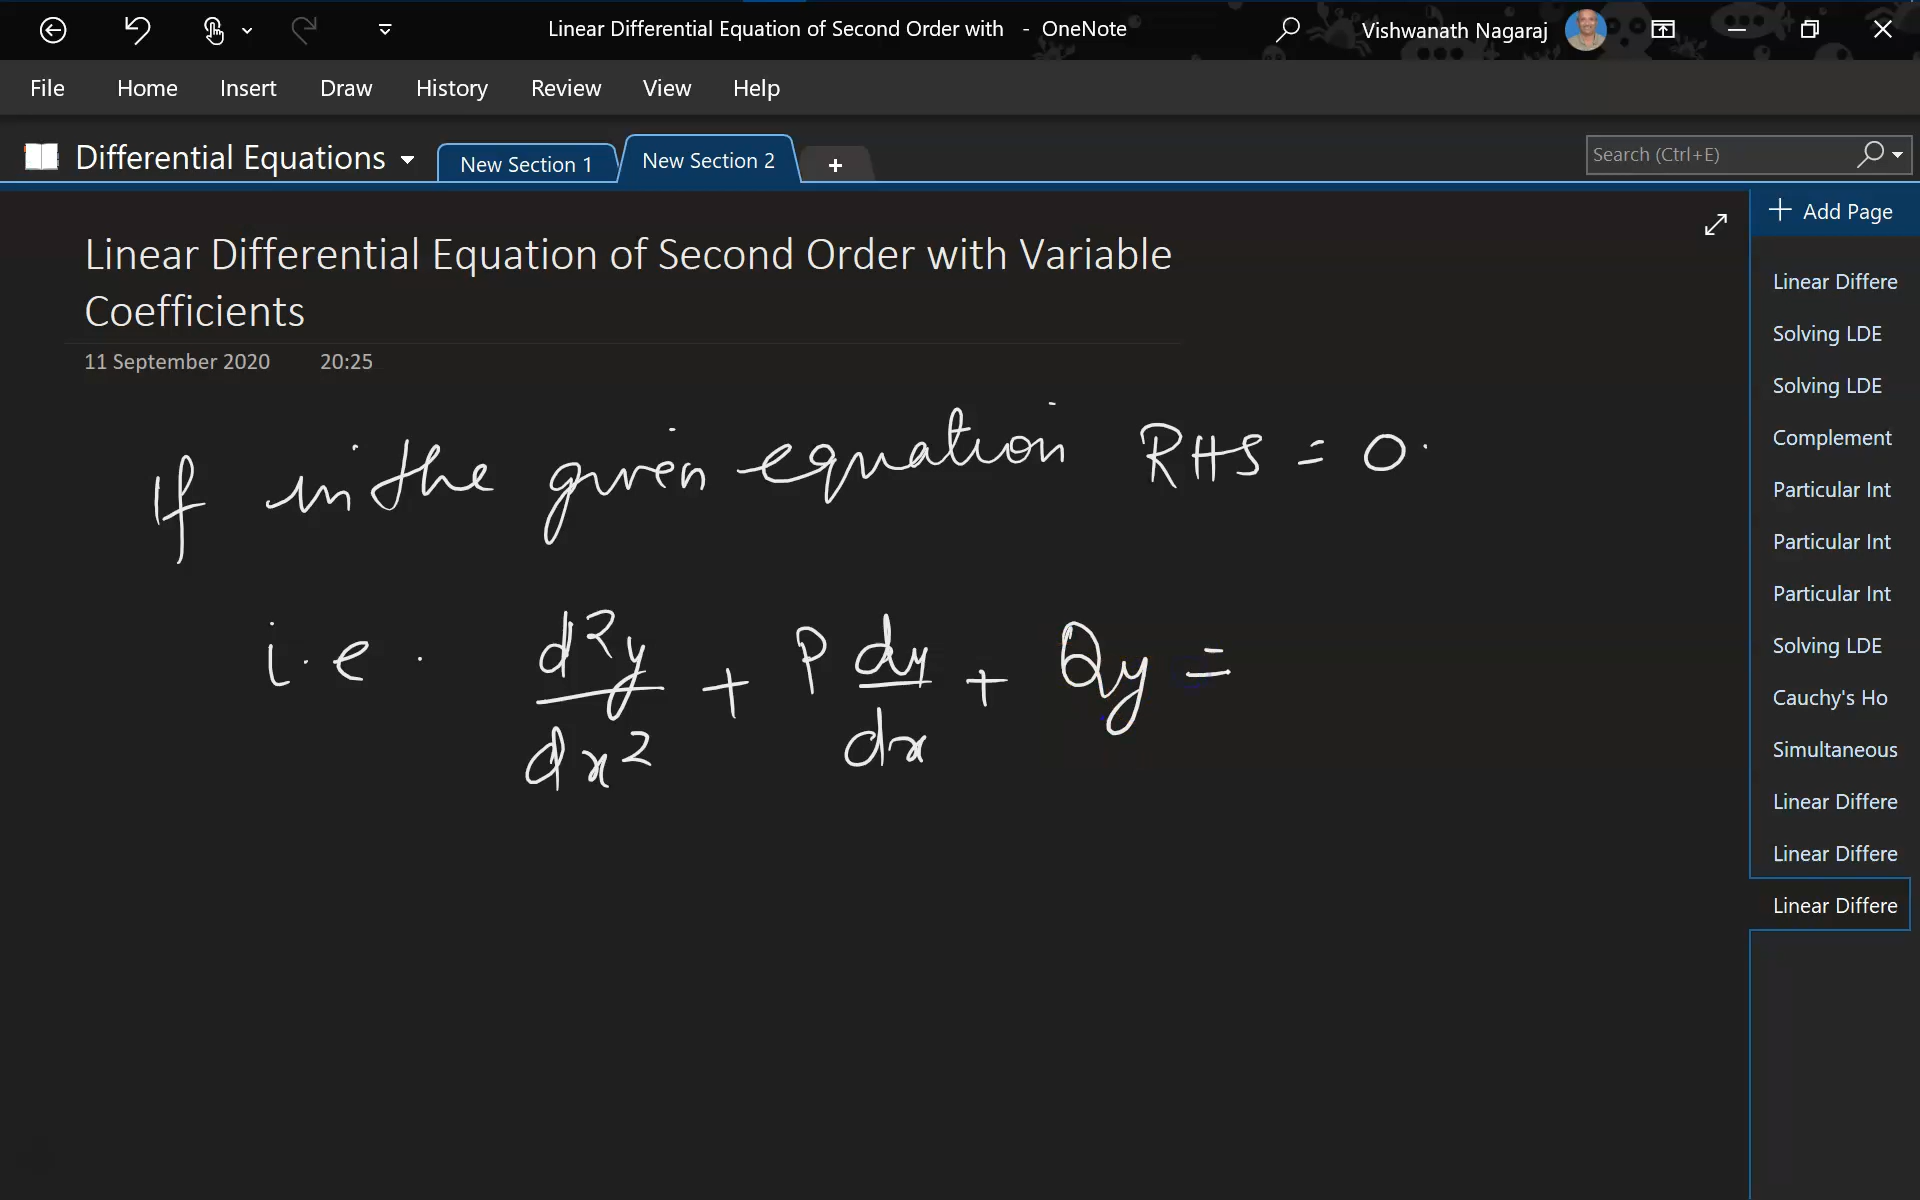 Linear Differential Equation of Second Order with - OneNote
Vishwanath Nagaraj
File Home Insert Draw History Review View Help
Differential Equations New Section 1 New Section 2 + Search (Ctrl+E)
+ Add Page
Linear Differential Equation of Second Order with Variable
Coefficients
11 September 2020 20:25
If in the given equation RHS = 0.
i.e. d²y/dx² + P dy/dx + Qy =
Linear Differe
Solving LDE
Solving LDE
Complement
Particular Int
Particular Int
Particular Int
Solving LDE
Cauchy's Ho
Simultaneous
Linear Differe
Linear Differe
Linear Differe